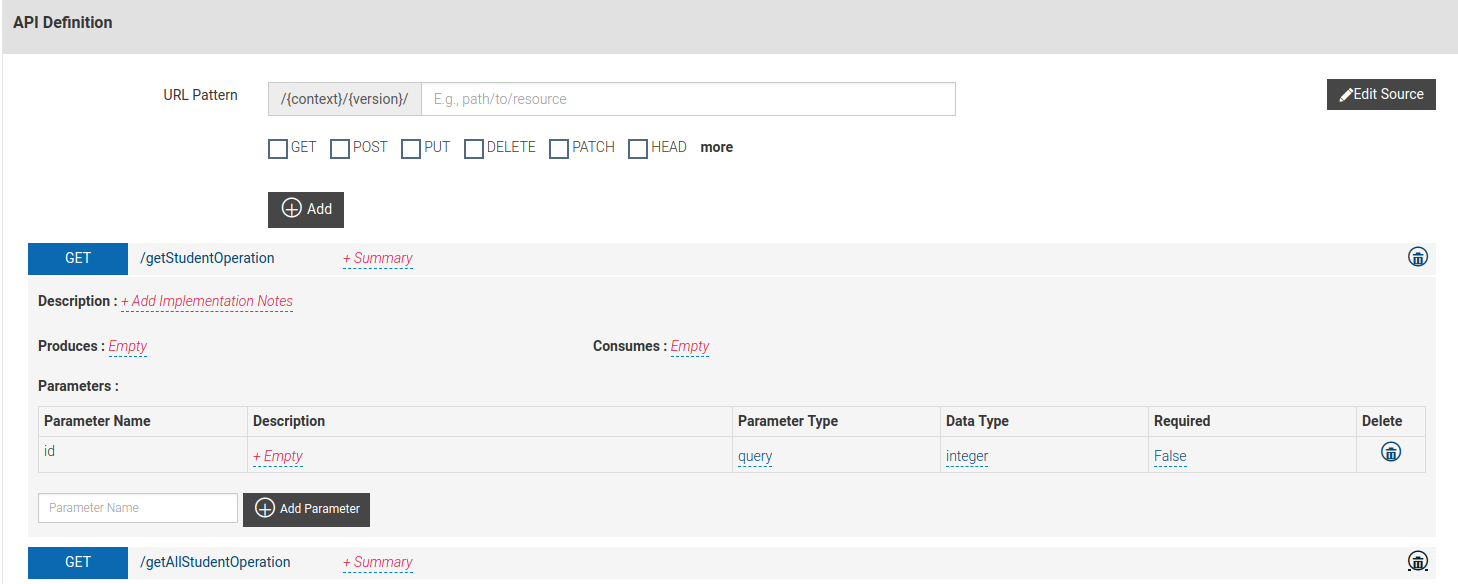 API Definition
URL Pattern /{context}/{version}/ E.g., path/to/resource Edit Source
GET POST PUT DELETE PATCH HEAD more
Add
GET /getStudentOperation + Summary
Description : + Add Implementation Notes
Produces : Empty Consumes : Empty
Parameters :
Parameter Name Description Parameter Type Data Type Required Delete
id + Empty query integer False
Parameter Name Add Parameter
GET /getAllStudentOperation + Summary